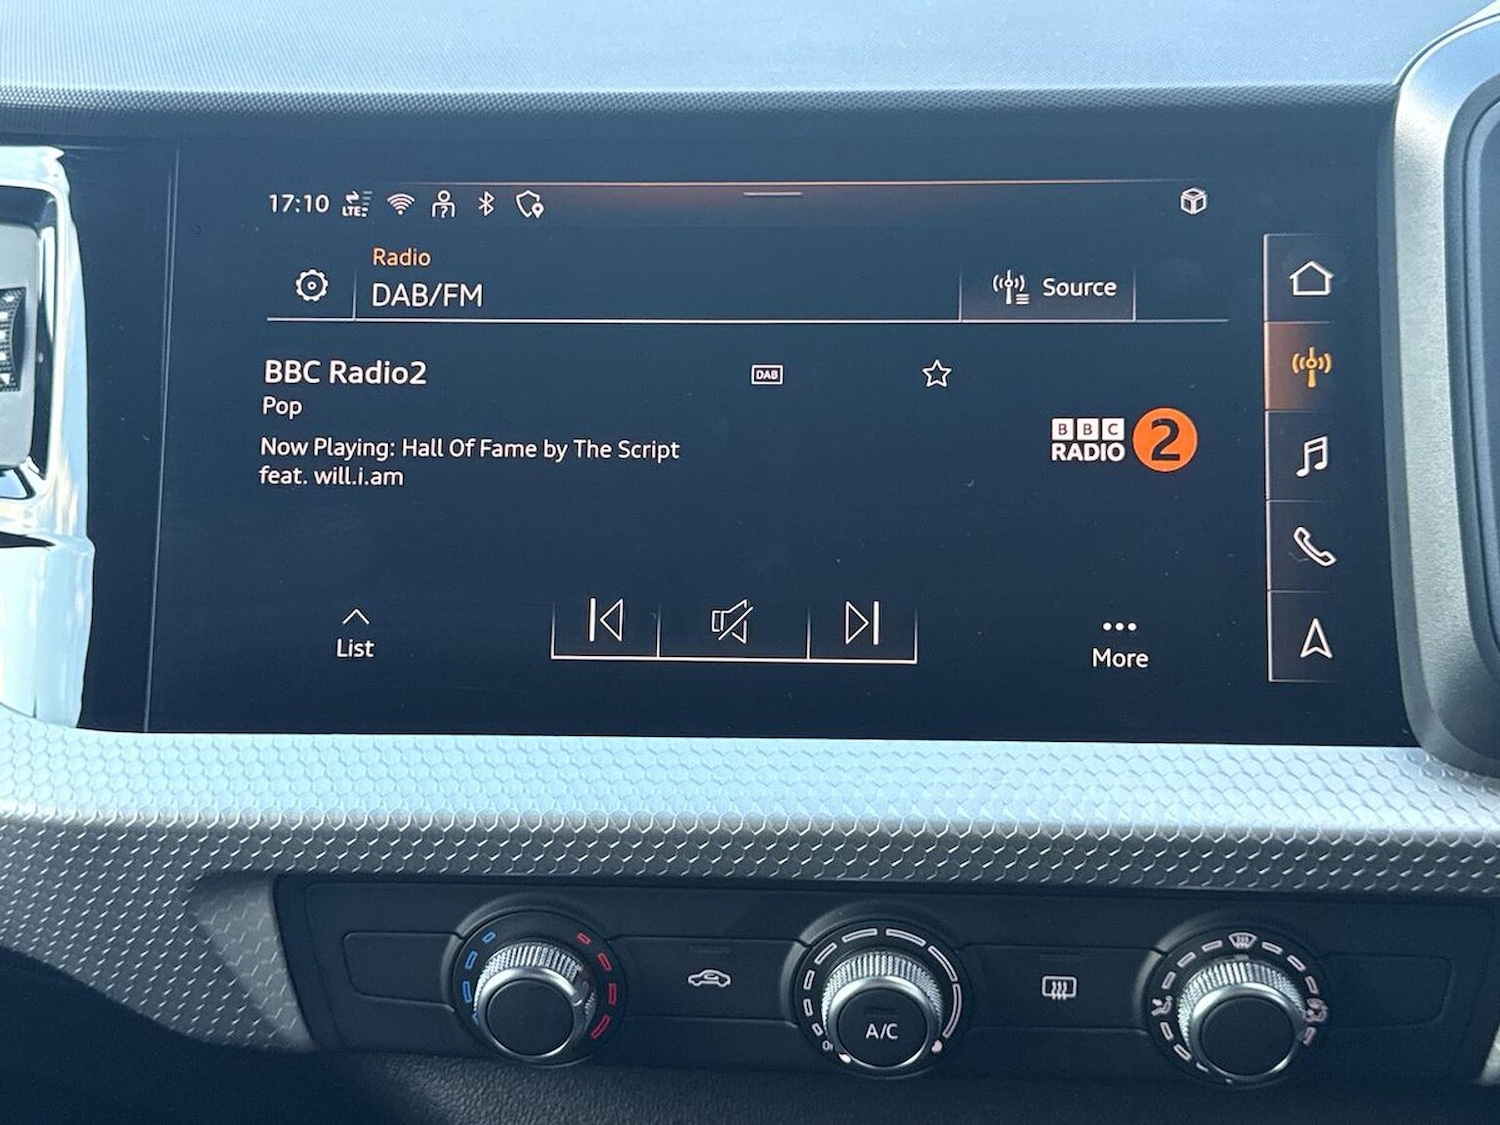 17:10 LTE
Radio
DAB/FM
Source
BBC Radio2
DAB
Pop
Now Playing: Hall Of Fame by The Script
feat. will.i.am
BBC
RADIO 2
List
More
A/C